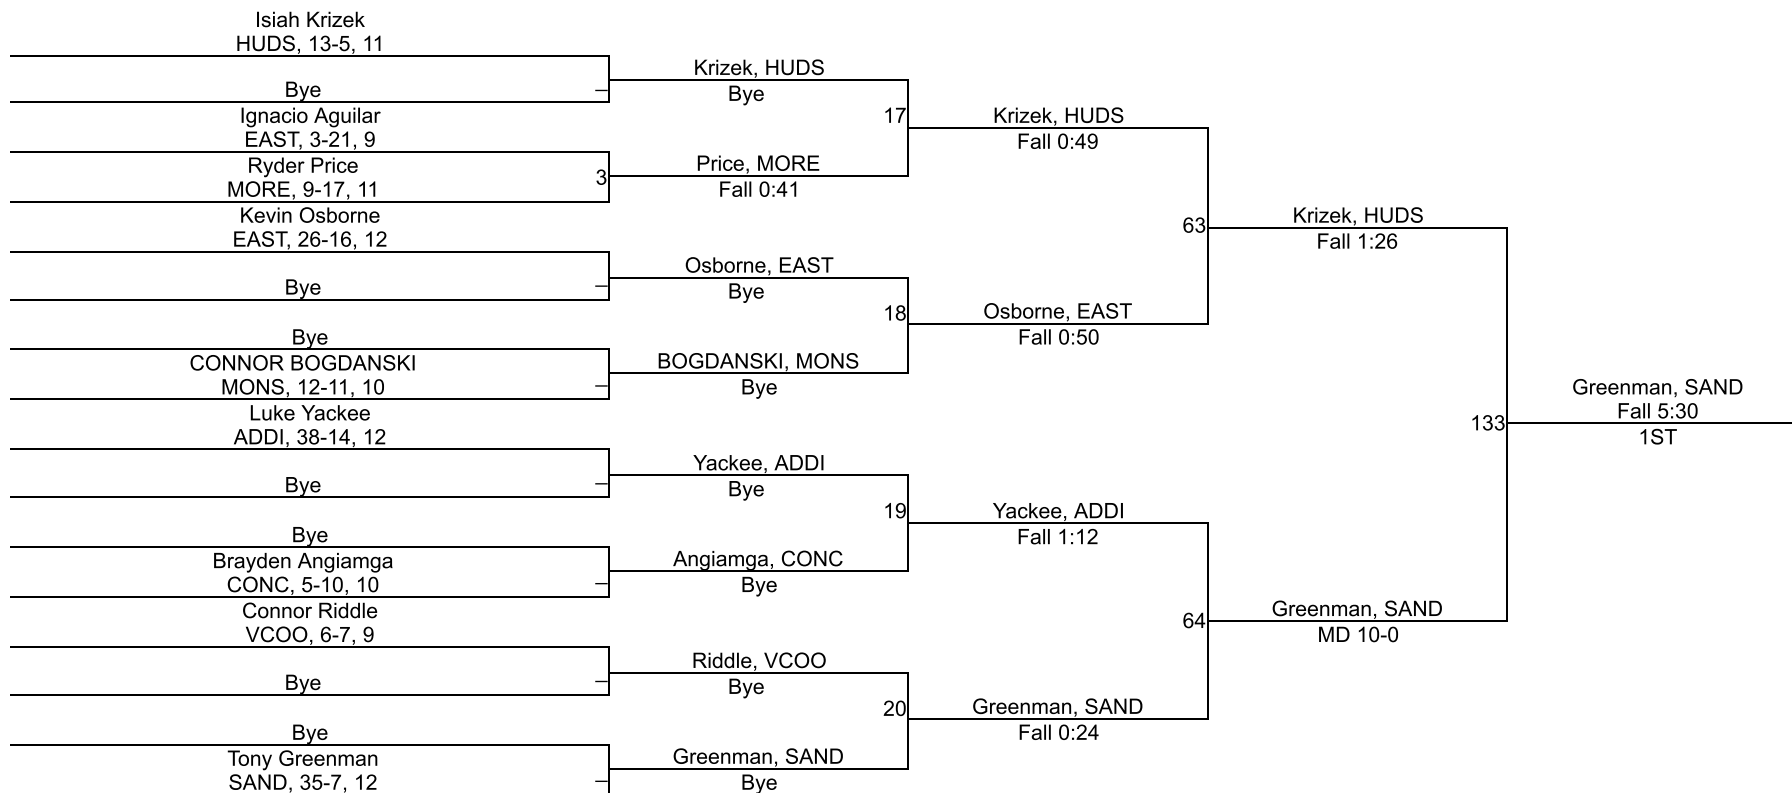 Isiah Krizek
HUDS, 13-5, 11
Bye
Ignacio Aguilar
EAST, 3-21, 9
Ryder Price
MORE, 9-17, 11
Kevin Osborne
EAST, 26-16, 12
Bye
Bye
CONNOR BOGDANSKI
MONS, 12-11, 10
Luke Yackee
ADDI, 38-14, 12
Bye
Bye
Brayden Angiamga
CONC, 5-10, 10
Connor Riddle
VCOO, 6-7, 9
Bye
Bye
Tony Greenman
SAND, 35-7, 12
–
3
–
–
–
–
–
–
Krizek, HUDS
Bye
Price, MORE
Fall 0:41
Osborne, EAST
Bye
BOGDANSKI, MONS
Bye
Yackee, ADDI
Bye
Angiamga, CONC
Bye
Riddle, VCOO
Bye
Greenman, SAND
Bye
17
18
19
20
Krizek, HUDS
Fall 0:49
Osborne, EAST
Fall 0:50
Yackee, ADDI
Fall 1:12
Greenman, SAND
Fall 0:24
63
64
Krizek, HUDS
Fall 1:26
Greenman, SAND
MD 10-0
133
Greenman, SAND
Fall 5:30
1ST